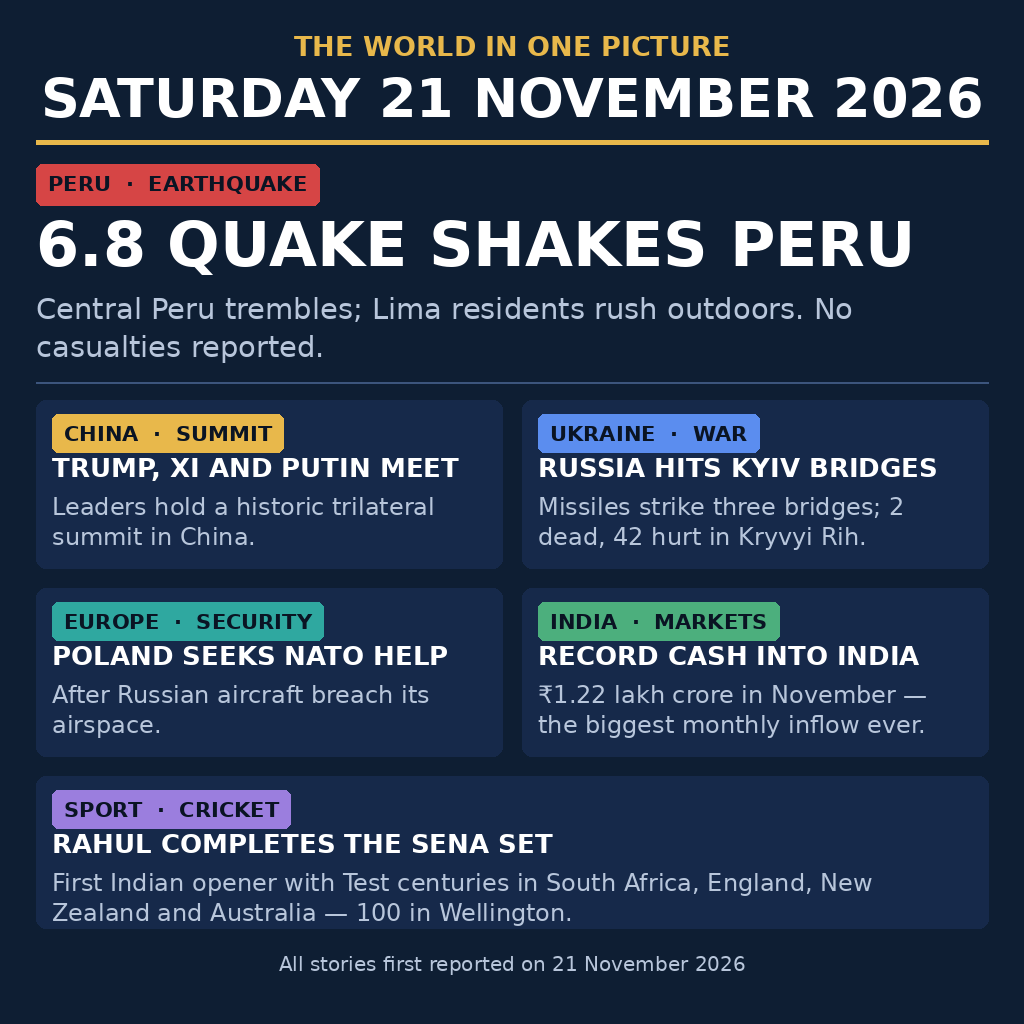 THE WORLD IN ONE PICTURE
SATURDAY 21 NOVEMBER 2026
PERU · EARTHQUAKE
6.8 QUAKE SHAKES PERU
Central Peru trembles; Lima residents rush outdoors. No
casualties reported.
CHINA · SUMMIT
TRUMP, XI AND PUTIN MEET
Leaders hold a historic trilateral
summit in China.
UKRAINE · WAR
RUSSIA HITS KYIV BRIDGES
Missiles strike three bridges; 2
dead, 42 hurt in Kryvyi Rih.
EUROPE · SECURITY
POLAND SEEKS NATO HELP
After Russian aircraft breach its
airspace.
INDIA · MARKETS
RECORD CASH INTO INDIA
₹1.22 lakh crore in November —
the biggest monthly inflow ever.
SPORT · CRICKET
RAHUL COMPLETES THE SENA SET
First Indian opener with Test centuries in South Africa, England, New
Zealand and Australia — 100 in Wellington.
All stories first reported on 21 November 2026